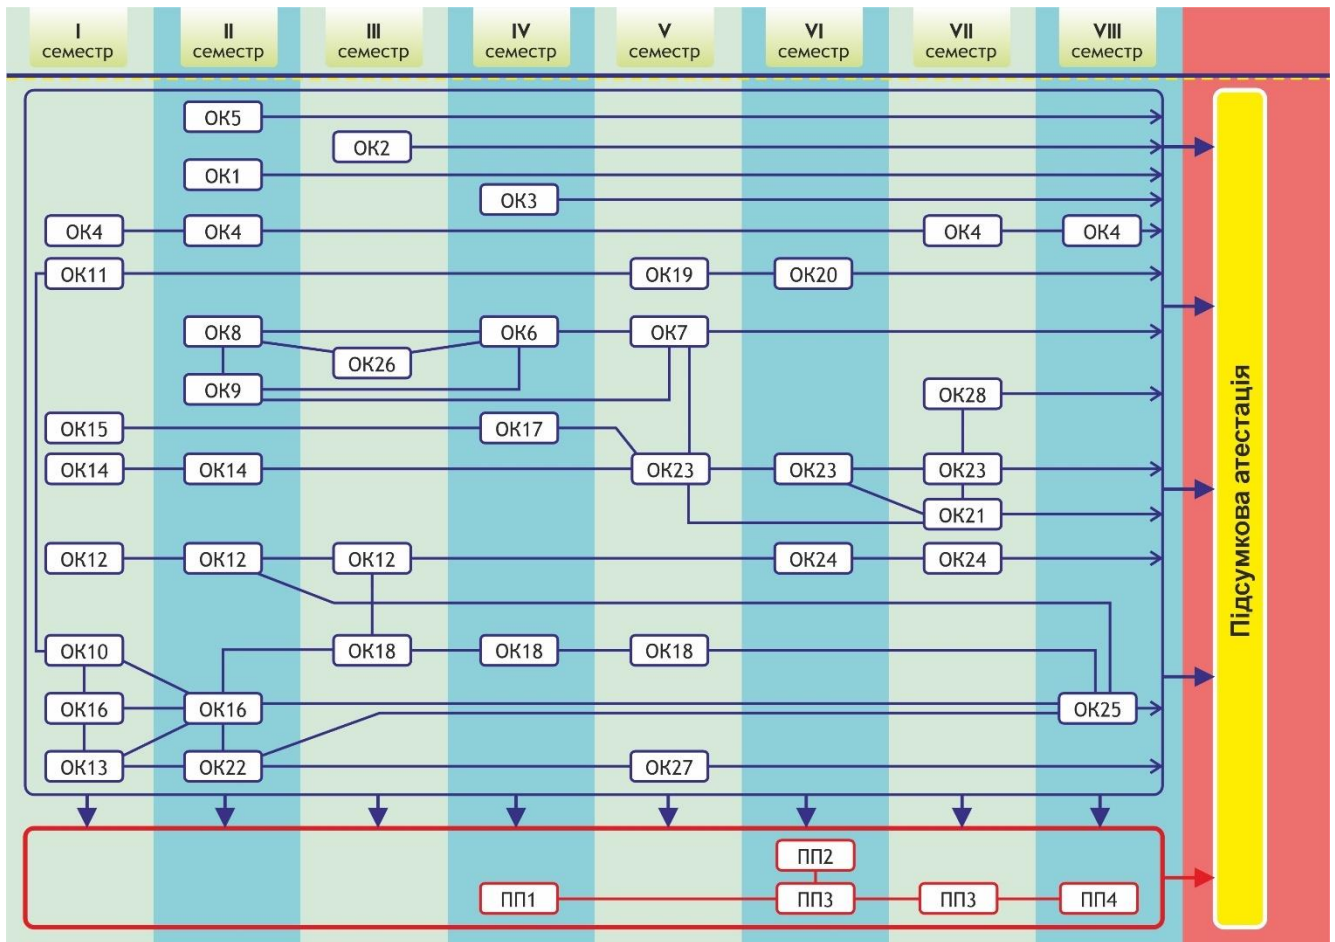 I
семестр
II
семестр
III
семестр
IV
семестр
V
семестр
VI
семестр
VII
семестр
VIII
семестр
ОК5
ОК2
ОК1
ОК3
ОК4 ОК4 ОК4 ОК4
ОК11 ОК19 ОК20
ОК8 ОК6 ОК7
ОК26
ОК9 ОК28
ОК15 ОК17
ОК14 ОК14 ОК23 ОК23 ОК23
ОК21
ОК12 ОК12 ОК12 ОК24 ОК24
ОК10 ОК18 ОК18 ОК18
ОК16 ОК16 ОК25
ОК13 ОК22 ОК27
ПП2
ПП1 ПП3 ПП3 ПП4
Підсумкова атестація